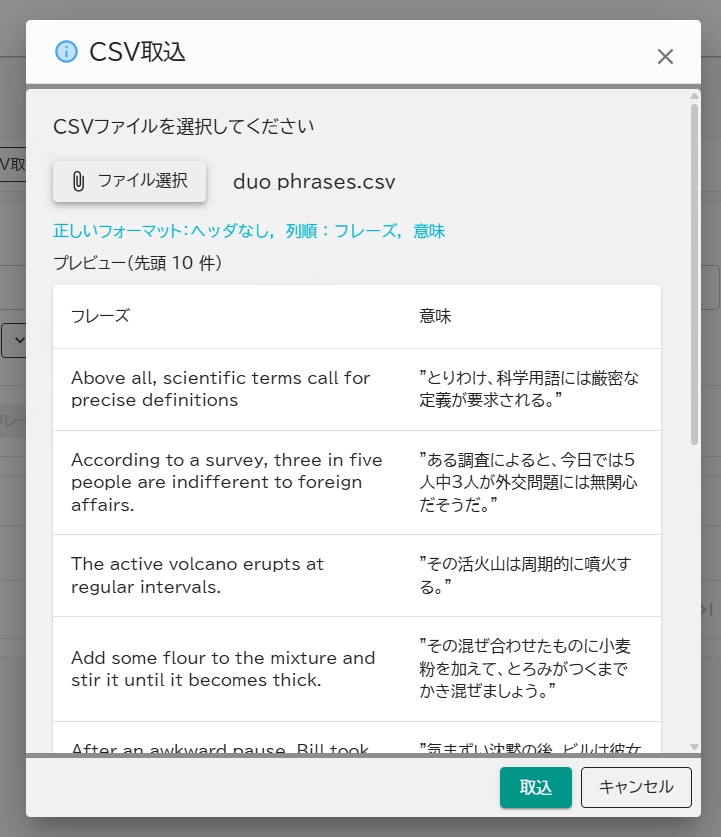 CSV取込
CSVファイルを選択してください
V取
ファイル選択
duo_phrases.csv
正しいフォーマット:ヘッダなし, 列順：フレーズ, 意味
プレビュー(先頭 10 件)
フレーズ
意味
Above all, scientific terms call for
precise definitions
"とりわけ、科学用語には厳密な
定義が要求される。"
According to a survey, three in five
people are indifferent to foreign
affairs.
"ある調査によると、今日では5
人中3人が外交問題には無関心
だそうだ。"
The active volcano erupts at
regular intervals.
"その活火山は周期的に噴火す
る。"
Add some flour to the mixture and
stir it until it becomes thick.
"その混ぜ合わせたものに小麦
粉を加えて、とろみがつくまで
かき混ぜましょう。"
フレー
After an awkward pause, Bill took
"気まずい沈黙の後、ビルは彼女
取込
キャンセル